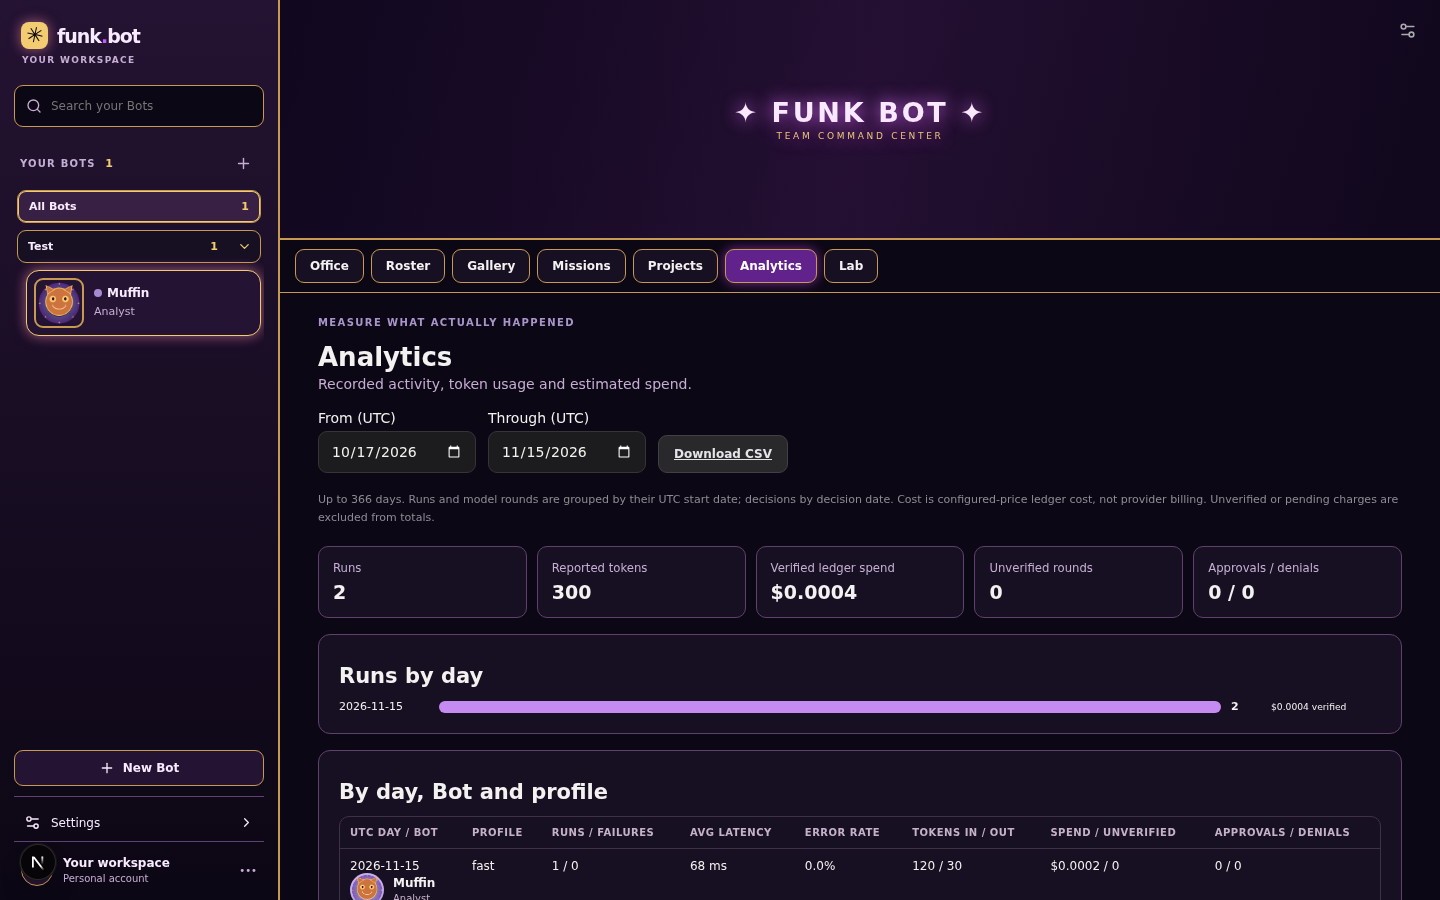 funk.bot
YOUR WORKSPACE
Search your Bots
YOUR BOTS 1
All Bots 1
Test 1
Muffin
Analyst
New Bot
Settings
N
Your workspace
Personal account
✦ FUNK BOT ✦
TEAM COMMAND CENTER
Office Roster Gallery Missions Projects Analytics Lab
MEASURE WHAT ACTUALLY HAPPENED
Analytics
Recorded activity, token usage and estimated spend.
From (UTC) Through (UTC)
10/17/2026 11/15/2026 Download CSV
Up to 366 days. Runs and model rounds are grouped by their UTC start date; decisions by decision date. Cost is configured-price ledger cost, not provider billing. Unverified or pending charges are
excluded from totals.
Runs Reported tokens Verified ledger spend Unverified rounds Approvals / denials
2 300 $0.0004 0 0 / 0
Runs by day
2026-11-15 2 $0.0004 verified
By day, Bot and profile
UTC DAY / BOT PROFILE RUNS / FAILURES AVG LATENCY ERROR RATE TOKENS IN / OUT SPEND / UNVERIFIED APPROVALS / DENIALS
2026-11-15 fast 1 / 0 68 ms 0.0% 120 / 30 $0.0002 / 0 0 / 0
Muffin
Analyst